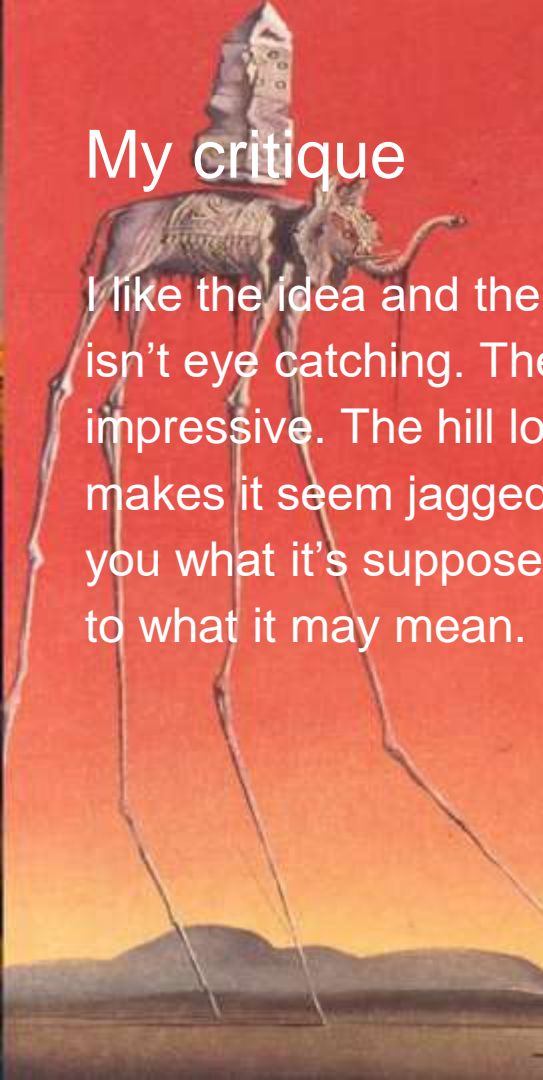 My critique
I like the idea and the
isn’t eye catching. The
impressive. The hill lo
makes it seem jagged
you what it’s suppose
to what it may mean.